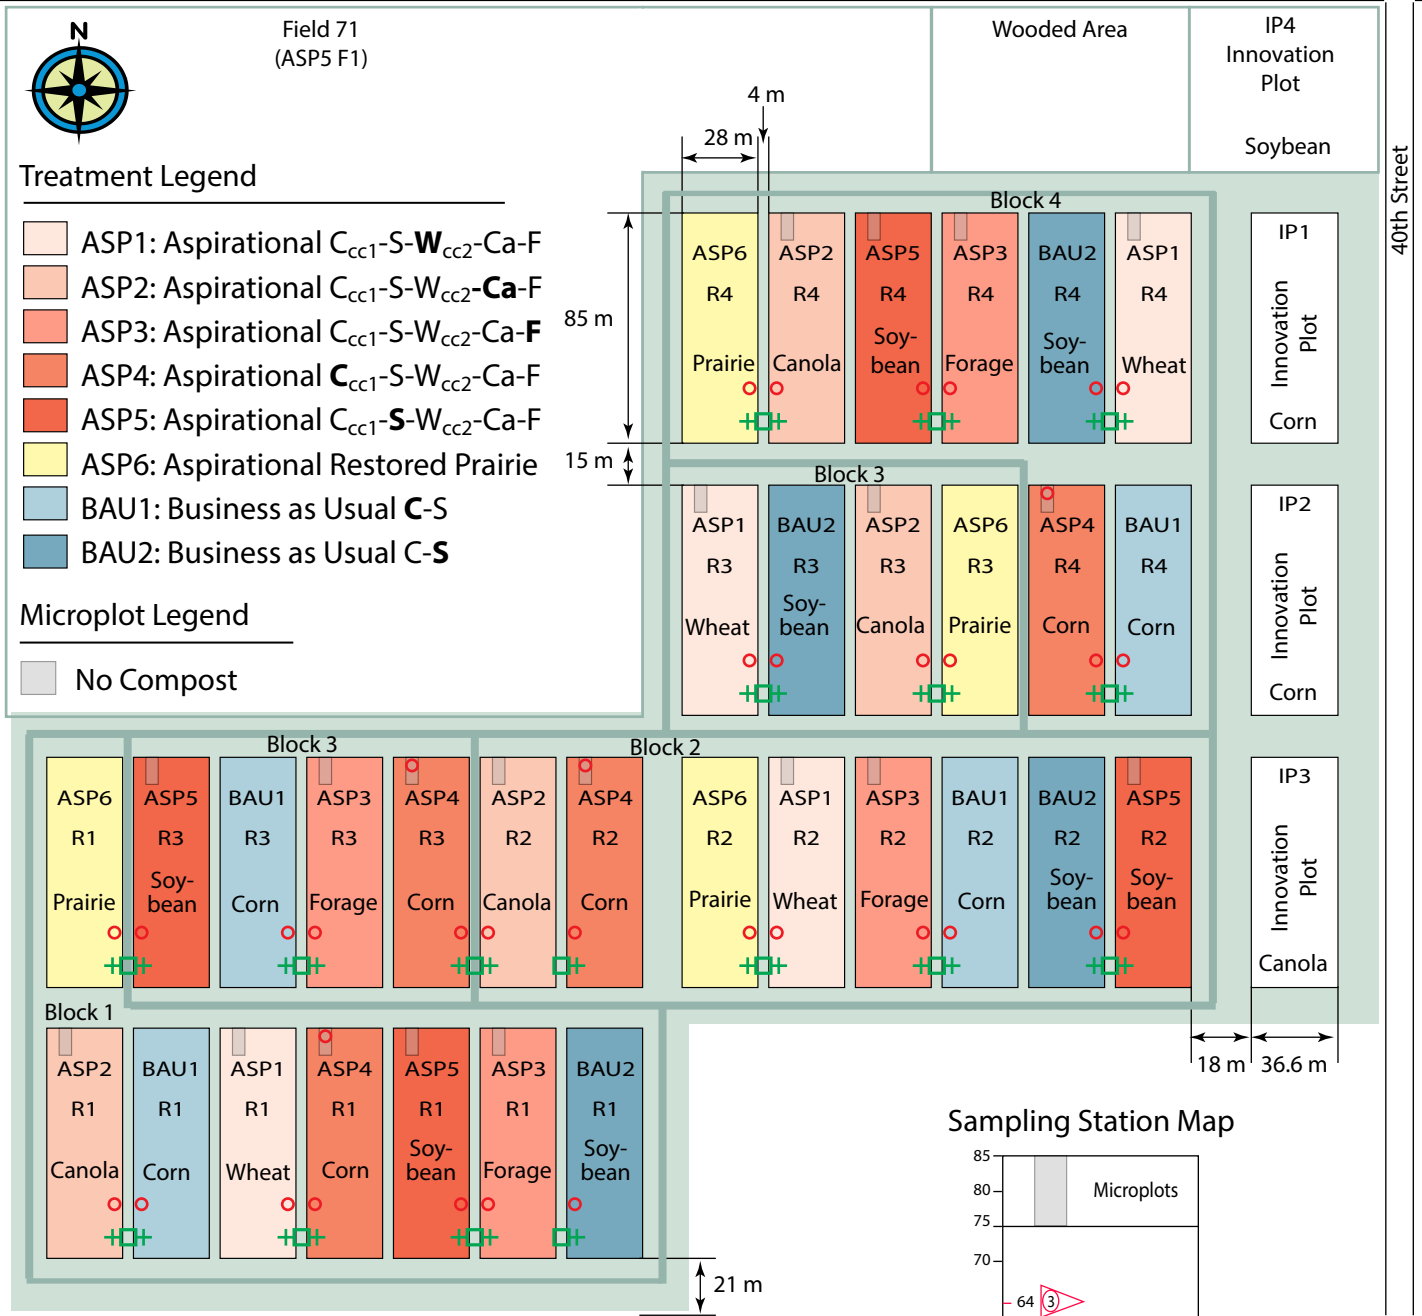 N
Field 71
(ASP5 F1)
Wooded Area
IP4
Innovation
Plot
Soybean
40th Street
Treatment Legend
ASP1: Aspirational Ccc1-S-Wcc2-Ca-F
ASP2: Aspirational Ccc1-S-Wcc2-Ca-F
ASP3: Aspirational Ccc1-S-Wcc2-Ca-F
ASP4: Aspirational Ccc1-S-Wcc2-Ca-F
ASP5: Aspirational Ccc1-S-Wcc2-Ca-F
ASP6: Aspirational Restored Prairie
BAU1: Business as Usual C-S
BAU2: Business as Usual C-S
Microplot Legend
No Compost
4 m
28 m
85 m
15 m
Block 4
ASP6 ASP2 ASP5 ASP3 BAU2 ASP1
R4 R4 R4 R4 R4 R4
Soy- Soy-
Prairie Canola bean Forage bean Wheat
IP1
Innovation
Plot
Corn
Block 3
ASP1 BAU2 ASP2 ASP6 ASP4 BAU1
R3 R3 R3 R3 R4 R4
Soy-
Wheat bean Canola Prairie Corn Corn
IP2
Innovation
Plot
Corn
Block 3
Block 2
ASP6 ASP5 BAU1 ASP3 ASP4 ASP2 ASP4 ASP6 ASP1 ASP3 BAU1 BAU2 ASP5
R1 R3 R3 R3 R3 R2 R2 R2 R2 R2 R2 R2 R2
Soy- Soy- Soy-
Prairie bean Corn Forage Corn Canola Corn Prairie Wheat Forage Corn bean bean
IP3
Innovation
Plot
Canola
Block 1
ASP2 BAU1 ASP1 ASP4 ASP5 ASP3 BAU2
R1 R1 R1 R1 R1 R1 R1
Soy- Soy-
Canola Corn Wheat Corn bean Forage bean
18 m 36.6 m
21 m
Sampling Station Map
85
80
Microplots
75
70
64 3